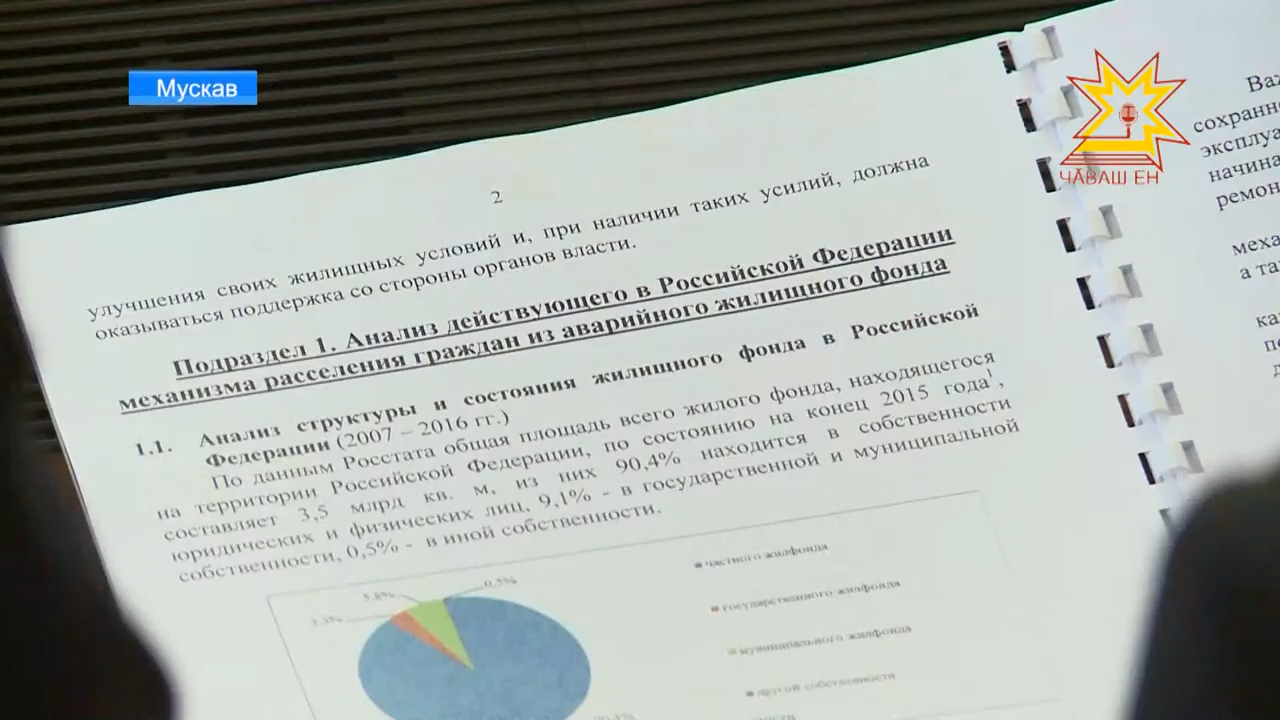 Мускав
ЧӐВАШ ЕН
2
улучшения своих жилищных условий и, при наличии таких усилий, должна
оказываться поддержка со стороны органов власти.
Подраздел 1. Анализ действующего в Российской Федерации
механизма расселения граждан из аварийного жилищного фонда
1.1. Анализ структуры и состояния жилищного фонда в Российской
Федерации (2007 – 2016 гг.)
По данным Росстата общая площадь всего жилого фонда, находящегося
на территории Российской Федерации, по состоянию на конец 2015 года¹,
составляет 3,5 млрд кв. м, из них 90,4% находится в собственности
юридических и физических лиц, 9,1% - в государственной и муниципальной
собственности, 0,5% - в иной собственности.
0,5%
5,8%
3,3%
частного жилфонда
государственного жилфонда
муниципального жилфонда
другой собственности
Ва
сохранн
эксплуа
начина
ремон
меха
а та
ка